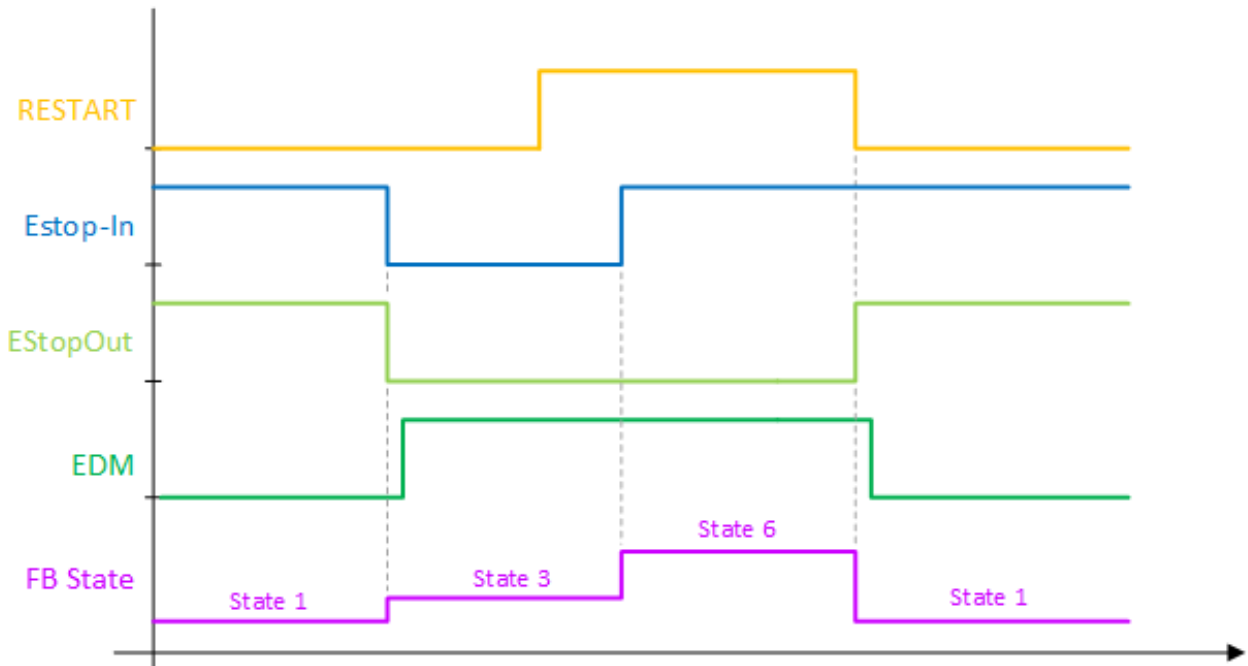 RESTART
Estop-In
EStopOut
EDM
State 6
FB State
State 3
State 1
State 1